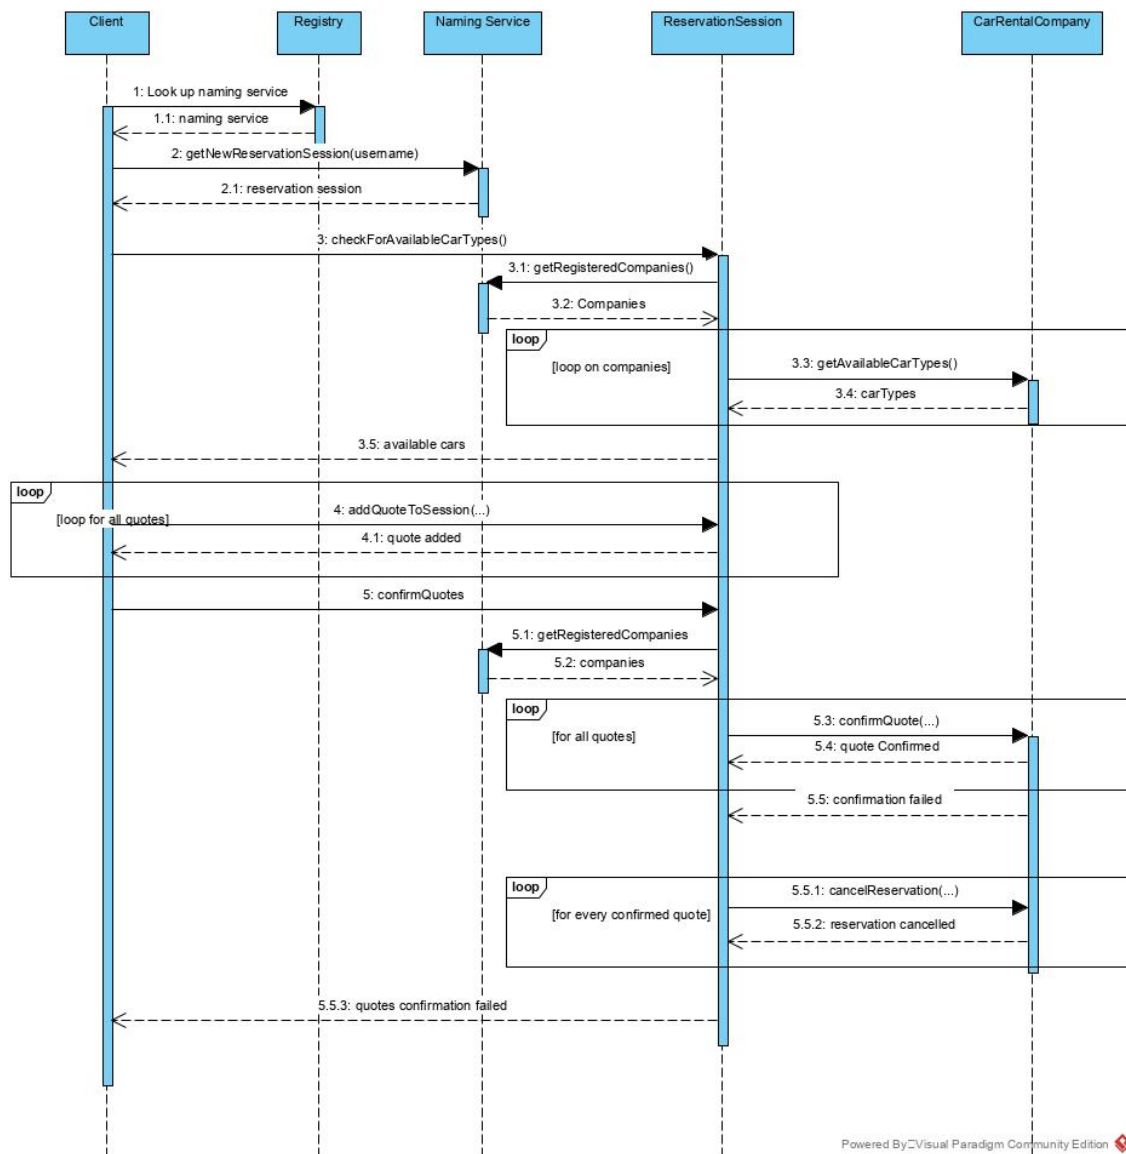 Client
Registry
Naming Service
ReservationSession
CarRentalCompany
1: Look up naming service
1.1: naming service
2: getNewReservationSession(username)
2.1: reservation session
3: checkForAvailableCarTypes()
3.1: getRegisteredCompanies()
3.2: Companies
loop
[loop on companies]
3.3: getAvailableCarTypes()
3.4: carTypes
3.5: available cars
loop
[loop for all quotes]
4: addQuoteToSession(...)
4.1: quote added
5: confirmQuotes
5.1: getRegisteredCompanies
5.2: companies
loop
[for all quotes]
5.3: confirmQuote(...)
5.4: quote Confirmed
5.5: confirmation failed
loop
[for every confirmed quote]
5.5.1: cancelReservation(...)
5.5.2: reservation cancelled
5.5.3: quotes confirmation failed
Powered By Visual Paradigm Community Edition